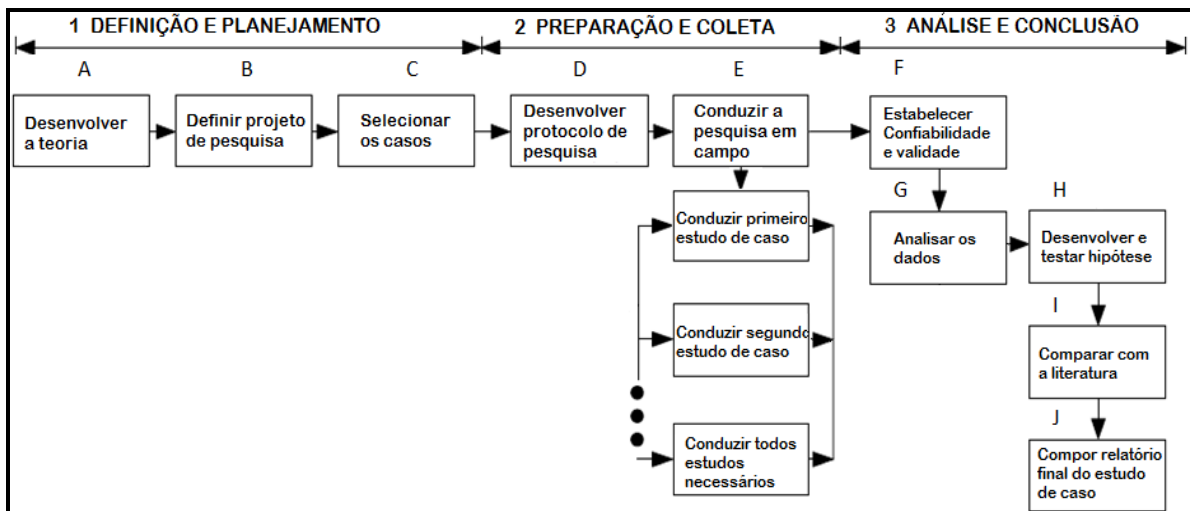 1 DEFINIÇÃO E PLANEJAMENTO
2 PREPARAÇÃO E COLETA
3 ANÁLISE E CONCLUSÃO
A
B
C
D
E
F
Desenvolver
a teoria
Definir projeto
de pesquisa
Selecionar
os casos
Desenvolver
protocolo de
pesquisa
Conduzir a
pesquisa em
campo
Estabelecer
Confiabilidade
e validade
G
H
Conduzir primeiro
estudo de caso
Analisar os
dados
Desenvolver e
testar hipótese
I
Conduzir segundo
estudo de caso
Comparar com
a literatura
J
Conduzir todos
estudos
necessários
Compor relatório
final do estudo
de caso